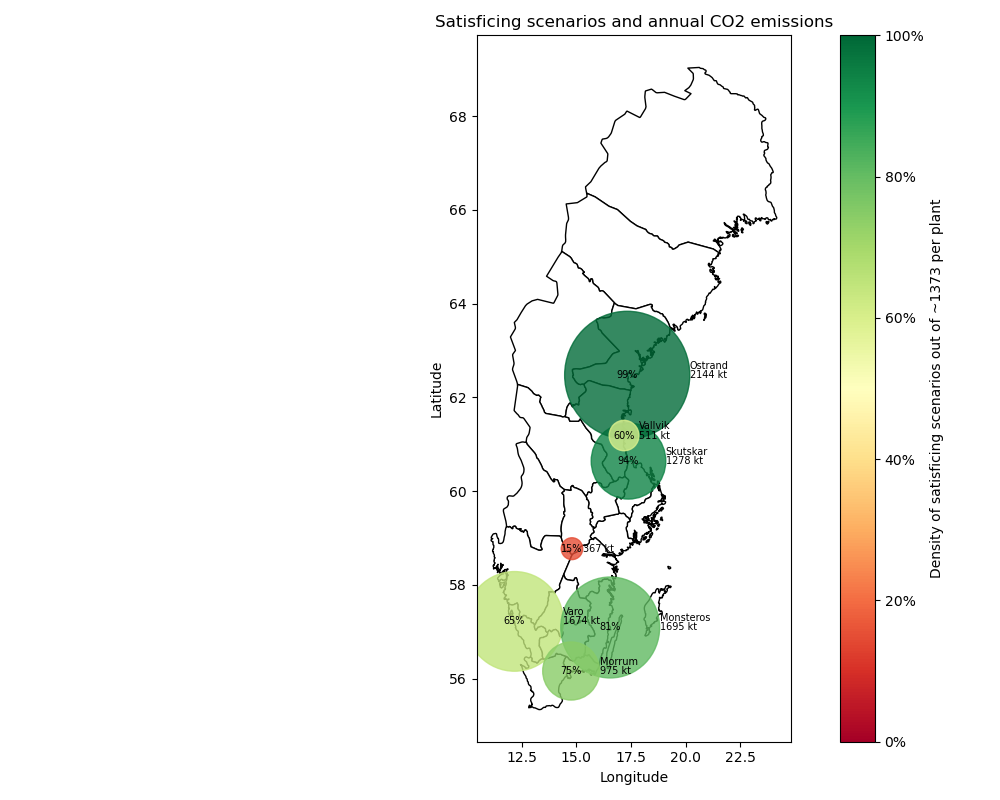 Satisficing scenarios and annual CO2 emissions
Latitude
68
66
64
62
60
58
56
Ostrand
99% 2144 kt
Vallvik
60% 511 kt
Skutskar
94% 1278 kt
15% 367 kt
Varo
65% 1674 kt
Monsteros
81% 1695 kt
Morrum
75% 975 kt
12.5 15.0 17.5 20.0 22.5
Longitude
100%
80%
60%
40%
20%
0%
Density of satisficing scenarios out of ~1373 per plant